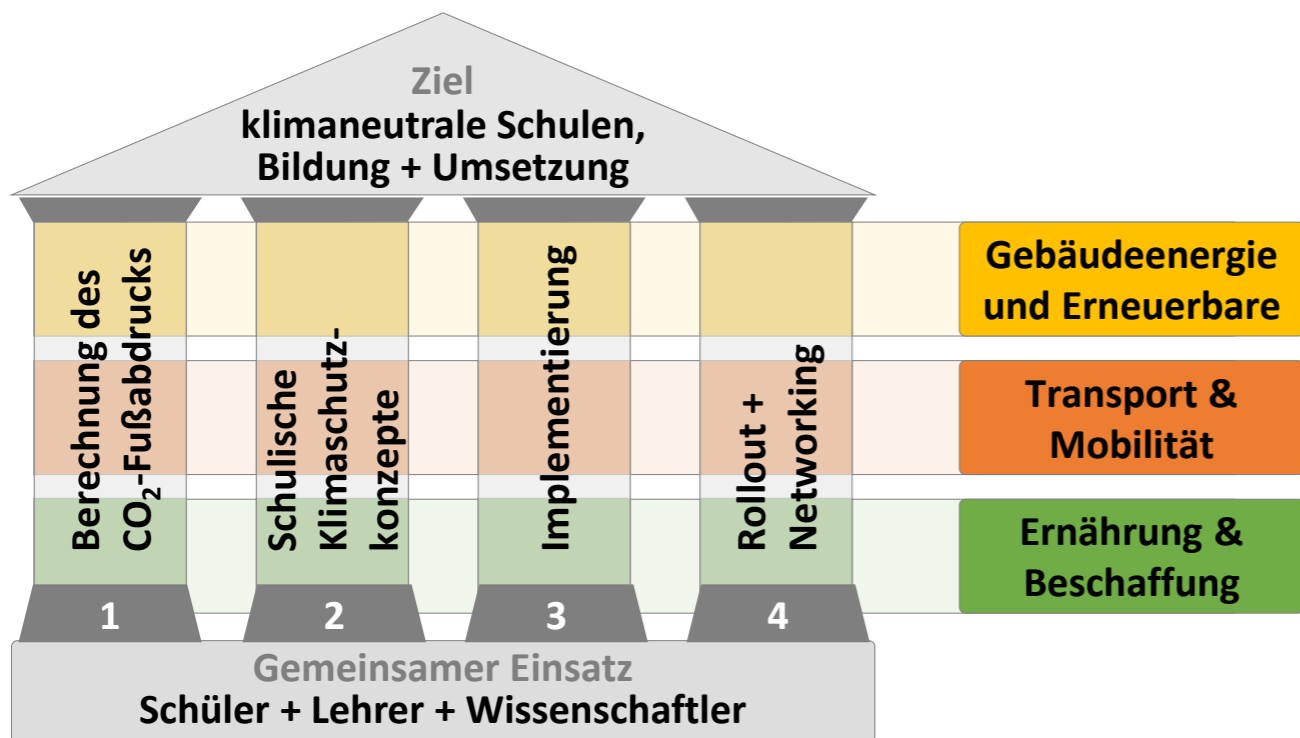 Ziel
klimaneutrale Schulen,
Bildung + Umsetzung
Berechnung des
CO₂-Fußabdrucks
Schulische
Klimaschutz-
konzepte
Implementierung
Rollout +
Networking
Gebäudeenergie
und Erneuerbare
Transport &
Mobilität
Ernährung &
Beschaffung
1
2
3
4
Gemeinsamer Einsatz
Schüler + Lehrer + Wissenschaftler